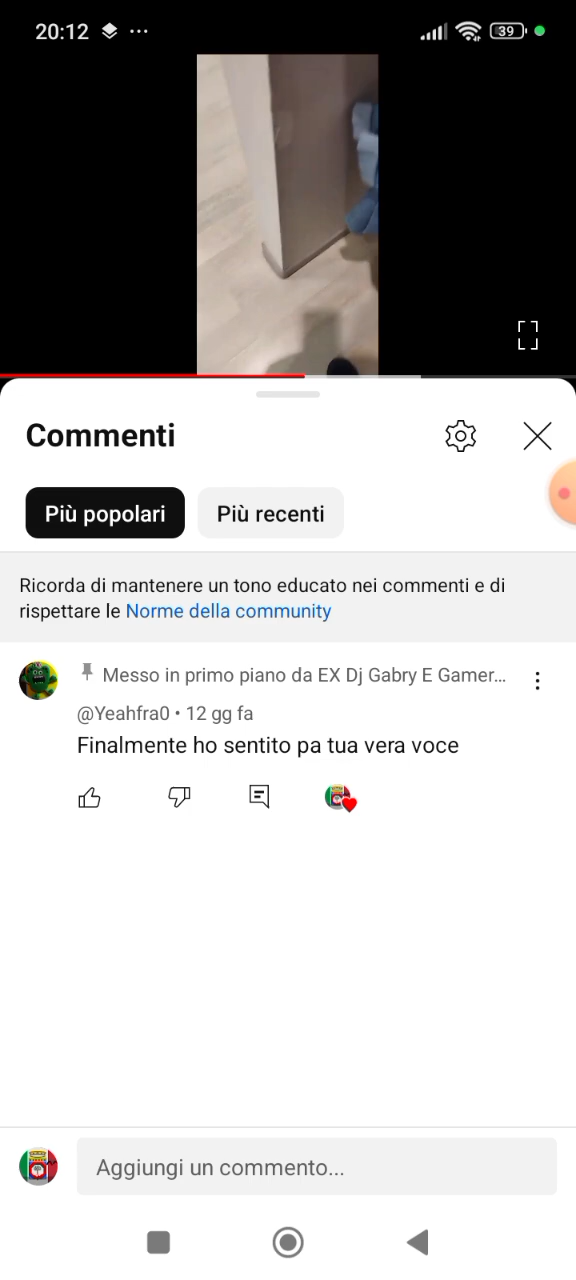 20:12
39
Commenti
Più popolari
Più recenti
Ricorda di mantenere un tono educato nei commenti e di
rispettare le Norme della community
Messo in primo piano da EX Dj Gabry E Gamer...
@Yeahfra0 • 12 gg fa
Finalmente ho sentito pa tua vera voce
Aggiungi un commento...